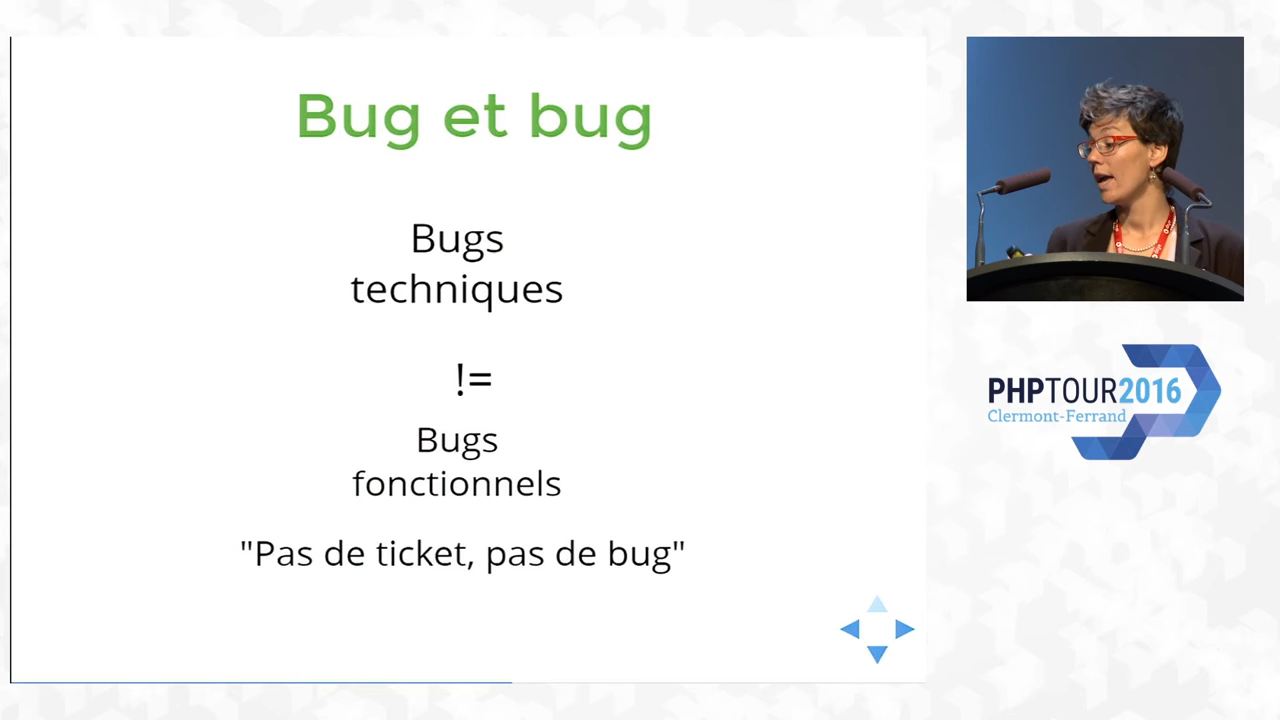 Bug et bug
Bugs
techniques
!=
Bugs
fonctionnels
"Pas de ticket, pas de bug"
PHPTOUR2016
Clermont-Ferrand